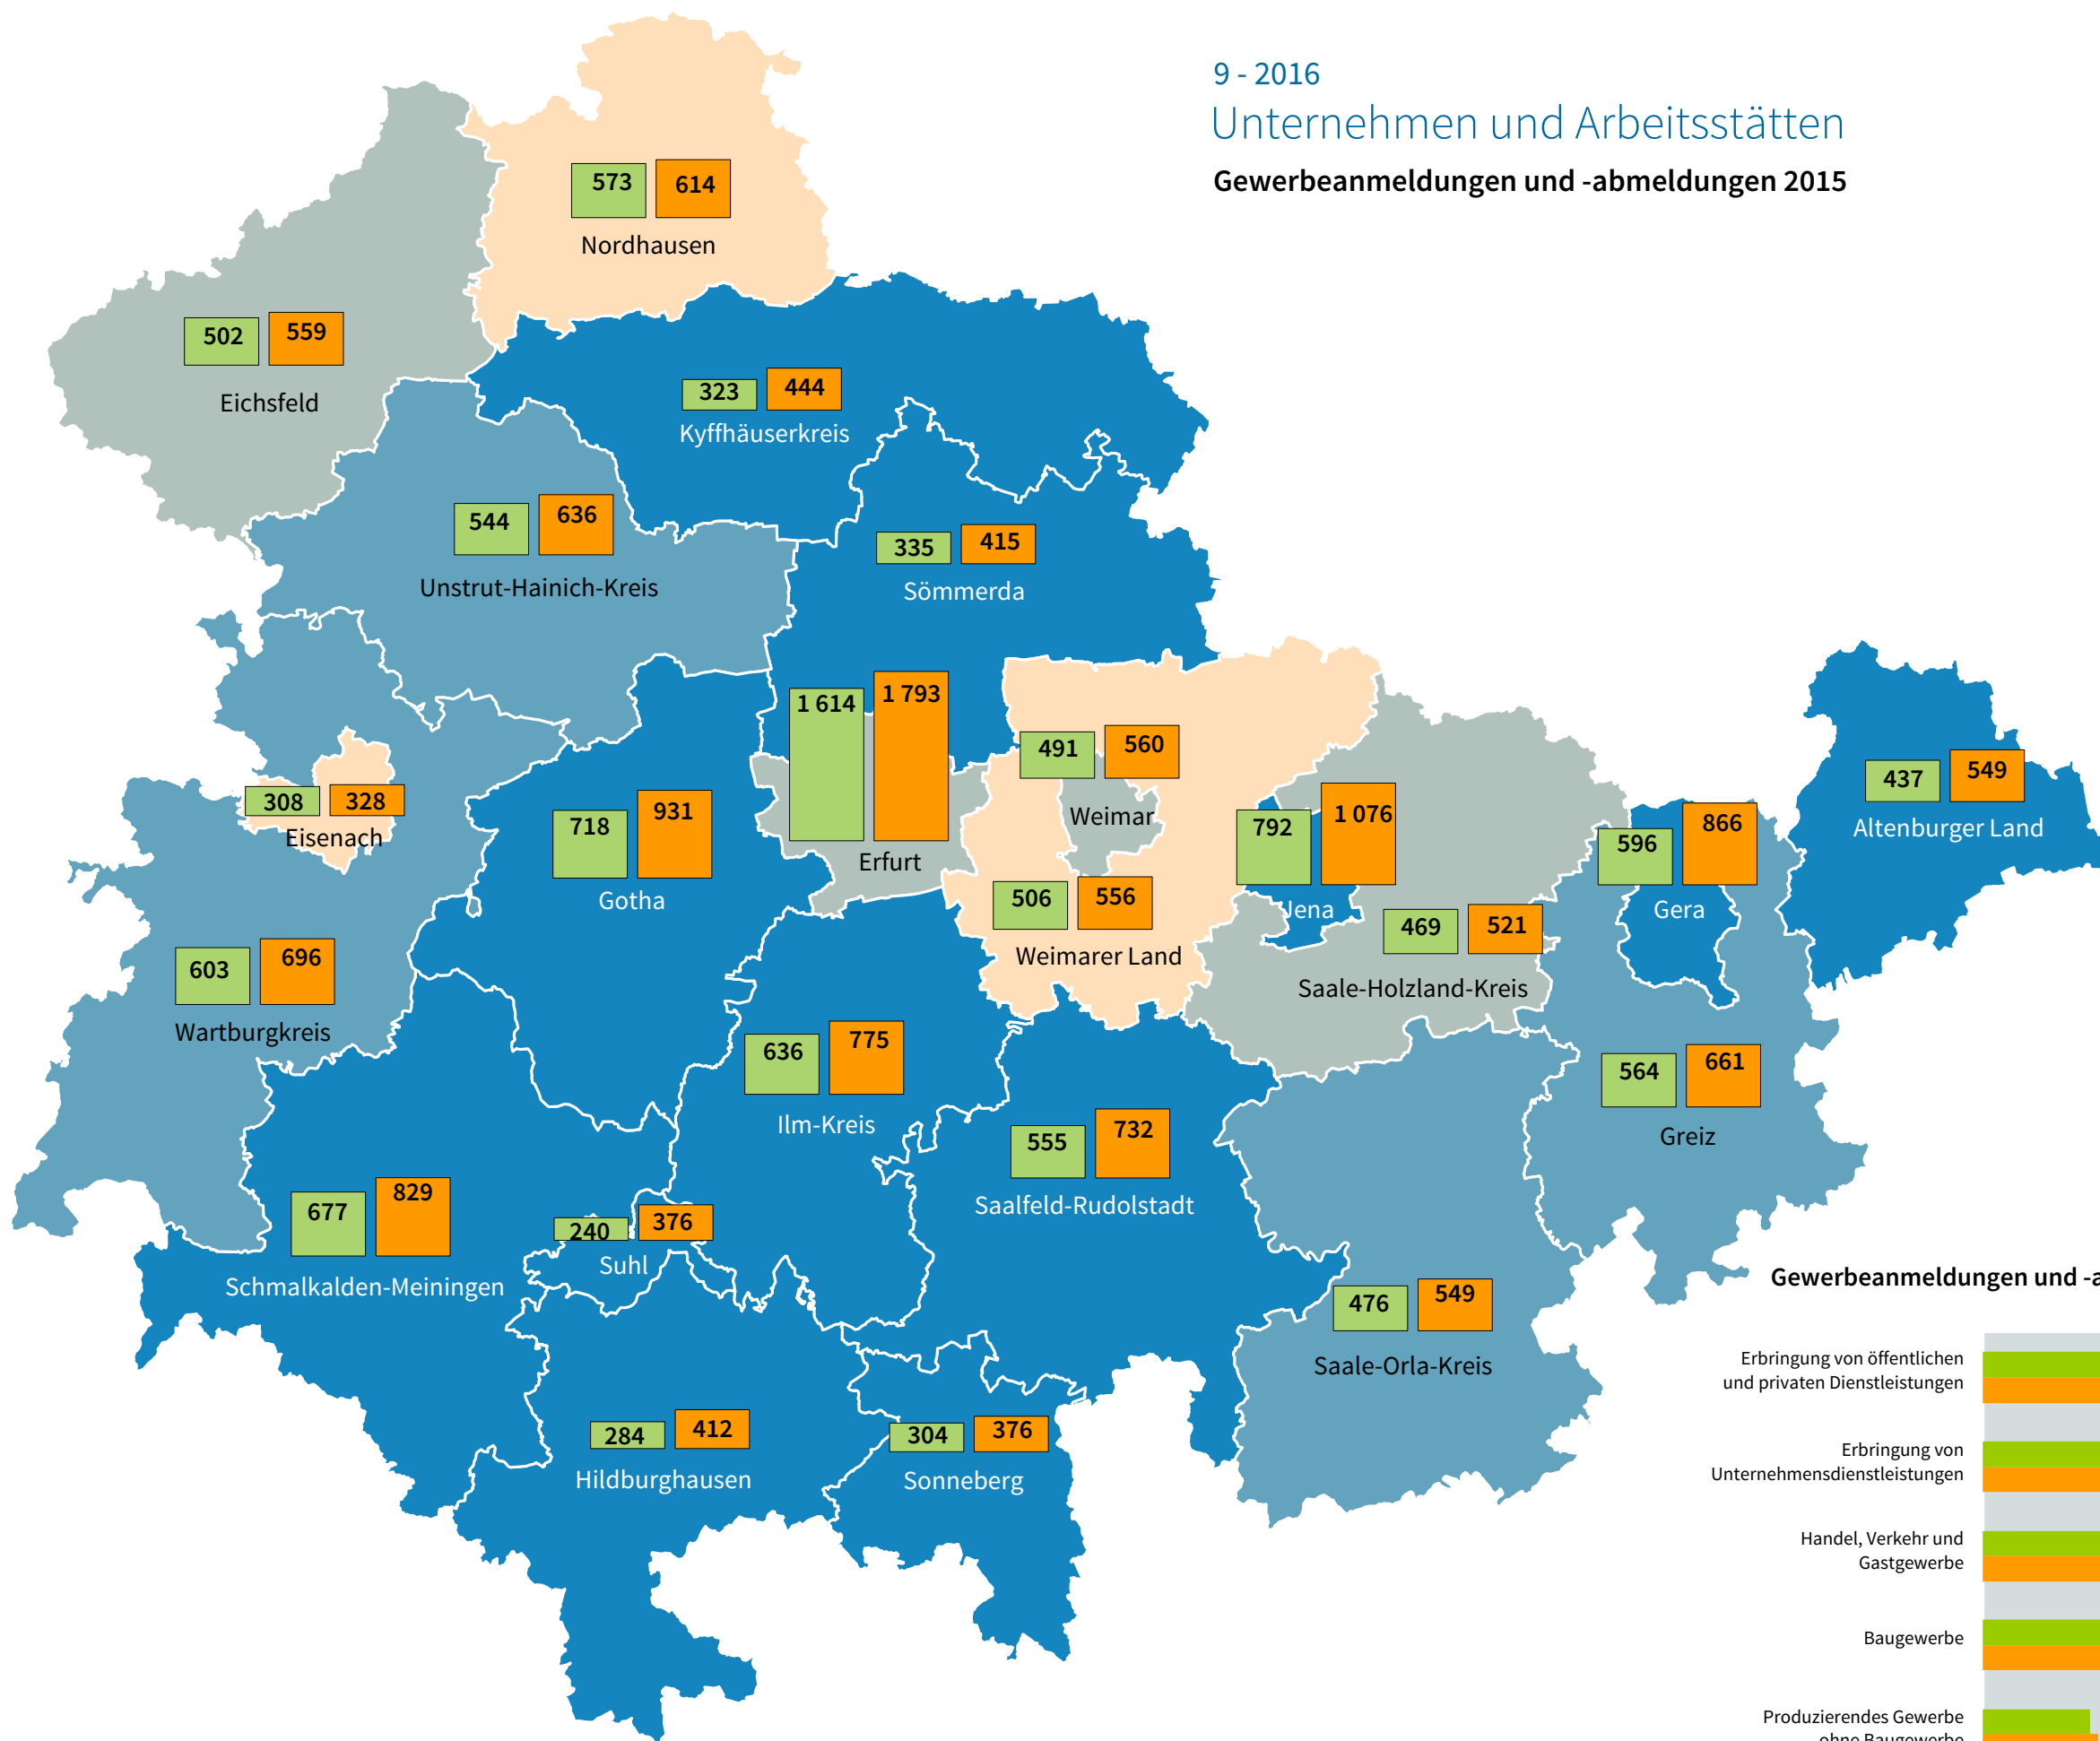 9 - 2016
Unternehmen und Arbeitsstätten
Gewerbeanmeldungen und -abmeldungen 2015
573 614
Nordhausen
502 559
Eichsfeld
323 444
Kyffhäuserkreis
544 636
Unstrut-Hainich-Kreis
335 415
Sömmerda
1 614 1 793
Erfurt
491 560
Weimar
308 328
Eisenach
718 931
Gotha
792 1 076
Jena
596 866
Gera
437 549
Altenburger Land
506 556
Weimarer Land
469 521
Saale-Holzland-Kreis
603 696
Wartburgkreis
636 775
Ilm-Kreis
564 661
Greiz
555 732
Saalfeld-Rudolstadt
677 829
Schmalkalden-Meiningen
240 376
Suhl
476 549
Saale-Orla-Kreis
284 412
Hildburghausen
304 376
Sonneberg
Gewerbeanmeldungen und -a
Erbringung von öffentlichen
und privaten Dienstleistungen
Erbringung von
Unternehmensdienstleistungen
Handel, Verkehr und
Gastgewerbe
Baugewerbe
Produzierendes Gewerbe
ohne Baugewerbe